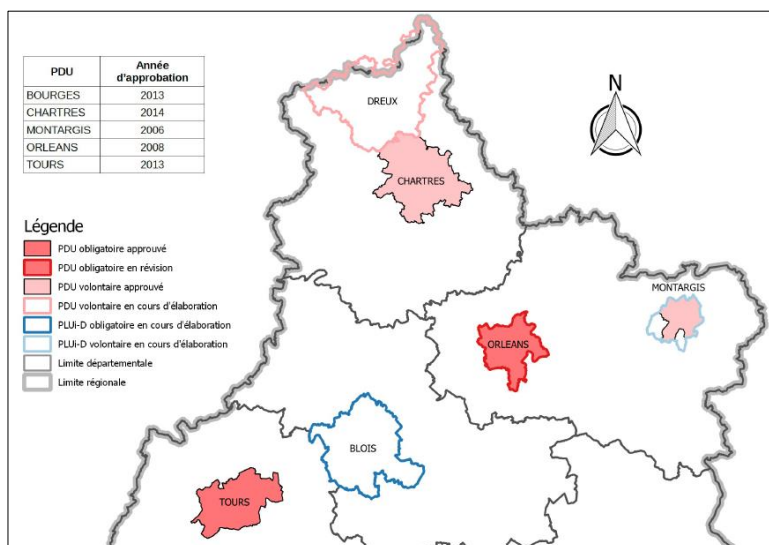 PDU Année d'approbation
BOURGES 2013
CHARTRES 2014
MONTARGIS 2006
ORLEANS 2008
TOURS 2013
Légende
PDU obligatoire approuvé
PDU obligatoire en révision
PDU volontaire approuvé
PDU volontaire en cours d'élaboration
PLUi-D obligatoire en cours d'élaboration
PLUi-D volontaire en cours d'élaboration
Limite départementale
Limite régionale
N
DREUX
CHARTRES
MONTARGIS
ORLEANS
BLOIS
TOURS